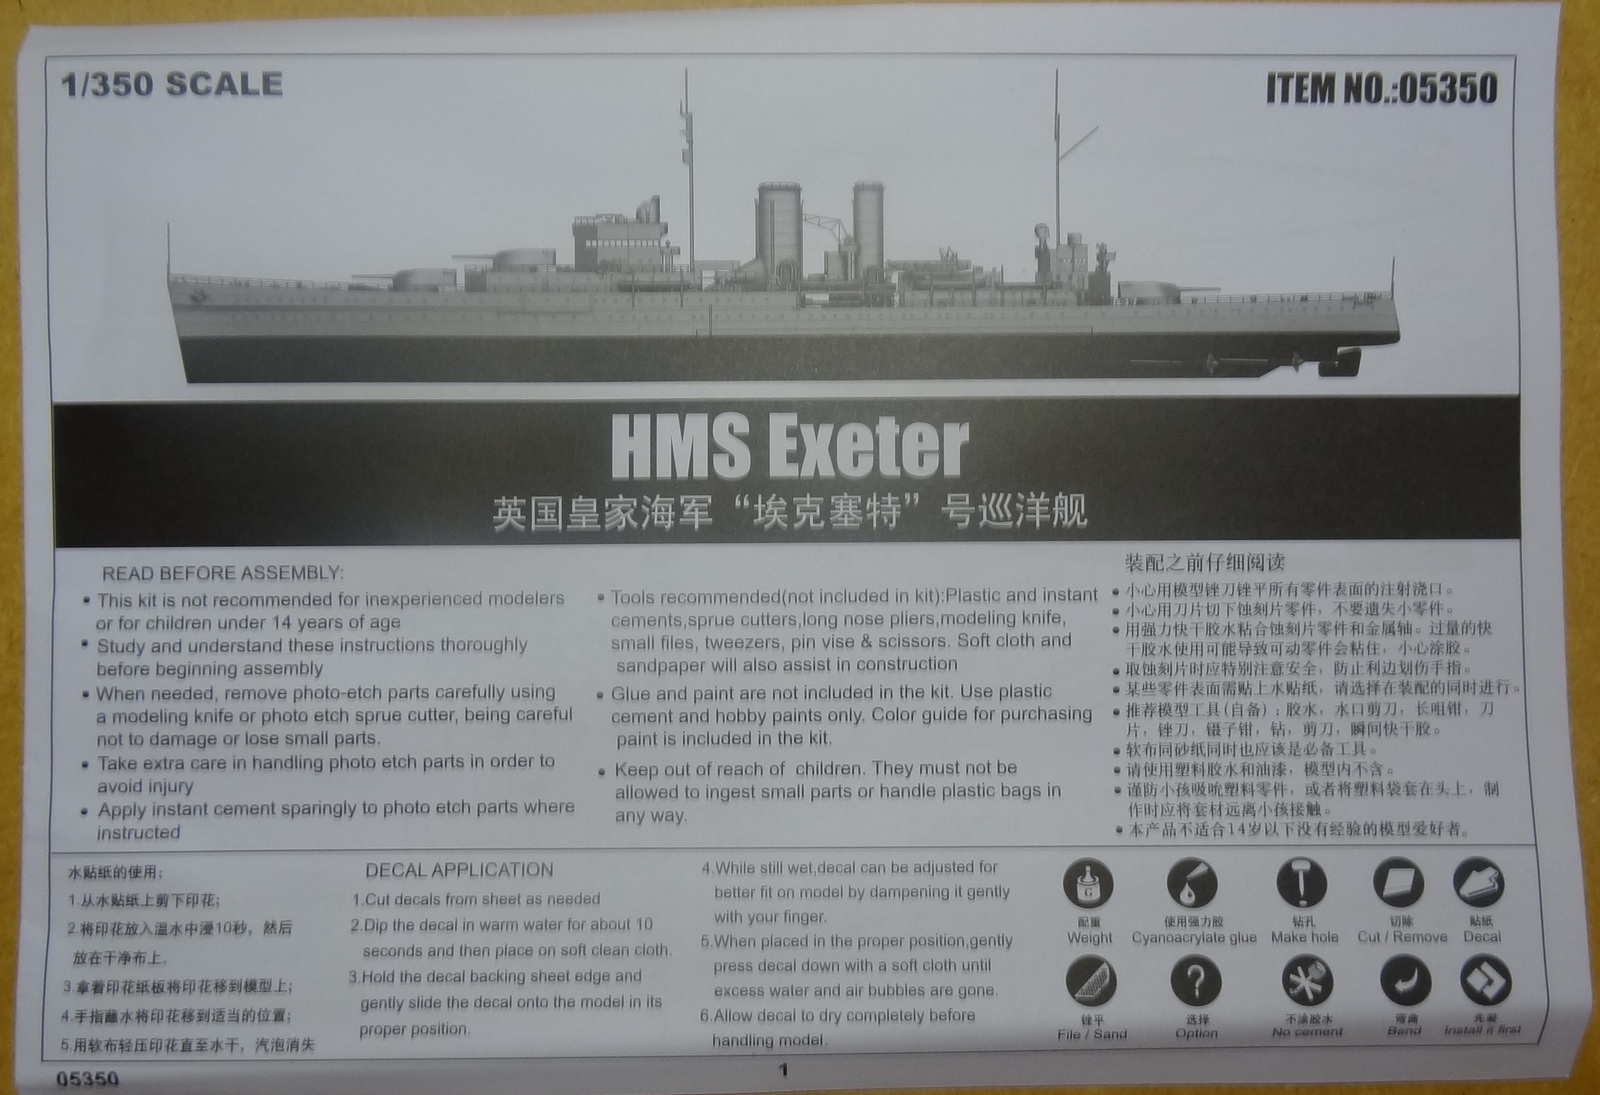 1/350 SCALE
ITEM NO.:05350
HMS Exeter
英国皇家海军“埃克塞特”号巡洋舰
READ BEFORE ASSEMBLY:
• This kit is not recommended for inexperienced modelers
or for children under 14 years of age
• Study and understand these instructions thoroughly
before beginning assembly
• When needed, remove photo-etch parts carefully using
a modeling knife or photo etch sprue cutter, being careful
not to damage or lose small parts.
• Take extra care in handling photo etch parts in order to
avoid injury
• Apply instant cement sparingly to photo etch parts where
instructed
• Tools recommended(not included in kit):Plastic and instant
cements,sprue cutters,long nose pliers,modeling knife,
small files, tweezers, pin vise & scissors. Soft cloth and
sandpaper will also assist in construction
• Glue and paint are not included in the kit. Use plastic
cement and hobby paints only. Color guide for purchasing
paint is included in the kit.
• Keep out of reach of children. They must not be
allowed to ingest small parts or handle plastic bags in
any way.
装配之前仔细阅读
• 小心用模型锉刀锉平所有零件表面的注射浇口。
• 小心用刀片切下蚀刻片零件，不要遗失小零件。
• 用强力快干胶水粘合蚀刻片零件和金属轴。过量的快
干胶水使用可能导致可动零件会粘住，小心涂胶。
• 取蚀刻片时应特别注意安全，防止利边划伤手指。
• 某些零件表面需贴上水贴纸，请选择在装配的同时进行。
• 推荐模型工具(自备)：胶水，水口剪刀，长咀钳，刀
片，锉刀，镊子钳，钻，剪刀，瞬间快干胶。
• 软布同砂纸同时也应该是必备工具。
• 请使用塑料胶水和油漆，模型内不含。
• 谨防小孩吸吮塑料零件，或者将塑料袋套在头上，制
作时应将套材远离小孩接触。
• 本产品不适合14岁以下没有经验的模型爱好者。
水贴纸的使用：
1.从水贴纸上剪下印花；
2.将印花放入温水中浸10秒，然后
放在干净布上。
3.拿着印花纸板将印花移到模型上；
4.手指蘸水将印花移到适当的位置；
5.用软布轻压印花直至水干，汽泡消失
DECAL APPLICATION
1.Cut decals from sheet as needed
2.Dip the decal in warm water for about 10
seconds and then place on soft clean cloth.
3.Hold the decal backing sheet edge and
gently slide the decal onto the model in its
proper position.
4.While still wet,decal can be adjusted for
better fit on model by dampening it gently
with your finger.
5.When placed in the proper position,gently
press decal down with a soft cloth until
excess water and air bubbles are gone.
6.Allow decal to dry completely before
handling model.
G
配重
Weight
使用强力胶
Cyanoacrylate glue
钻孔
Make hole
切除
Cut / Remove
贴纸
Decal
锉平
File / Sand
?
选择
Option
不涂胶水
No cement
弯曲
Bend
先装
Install it first
05350
1